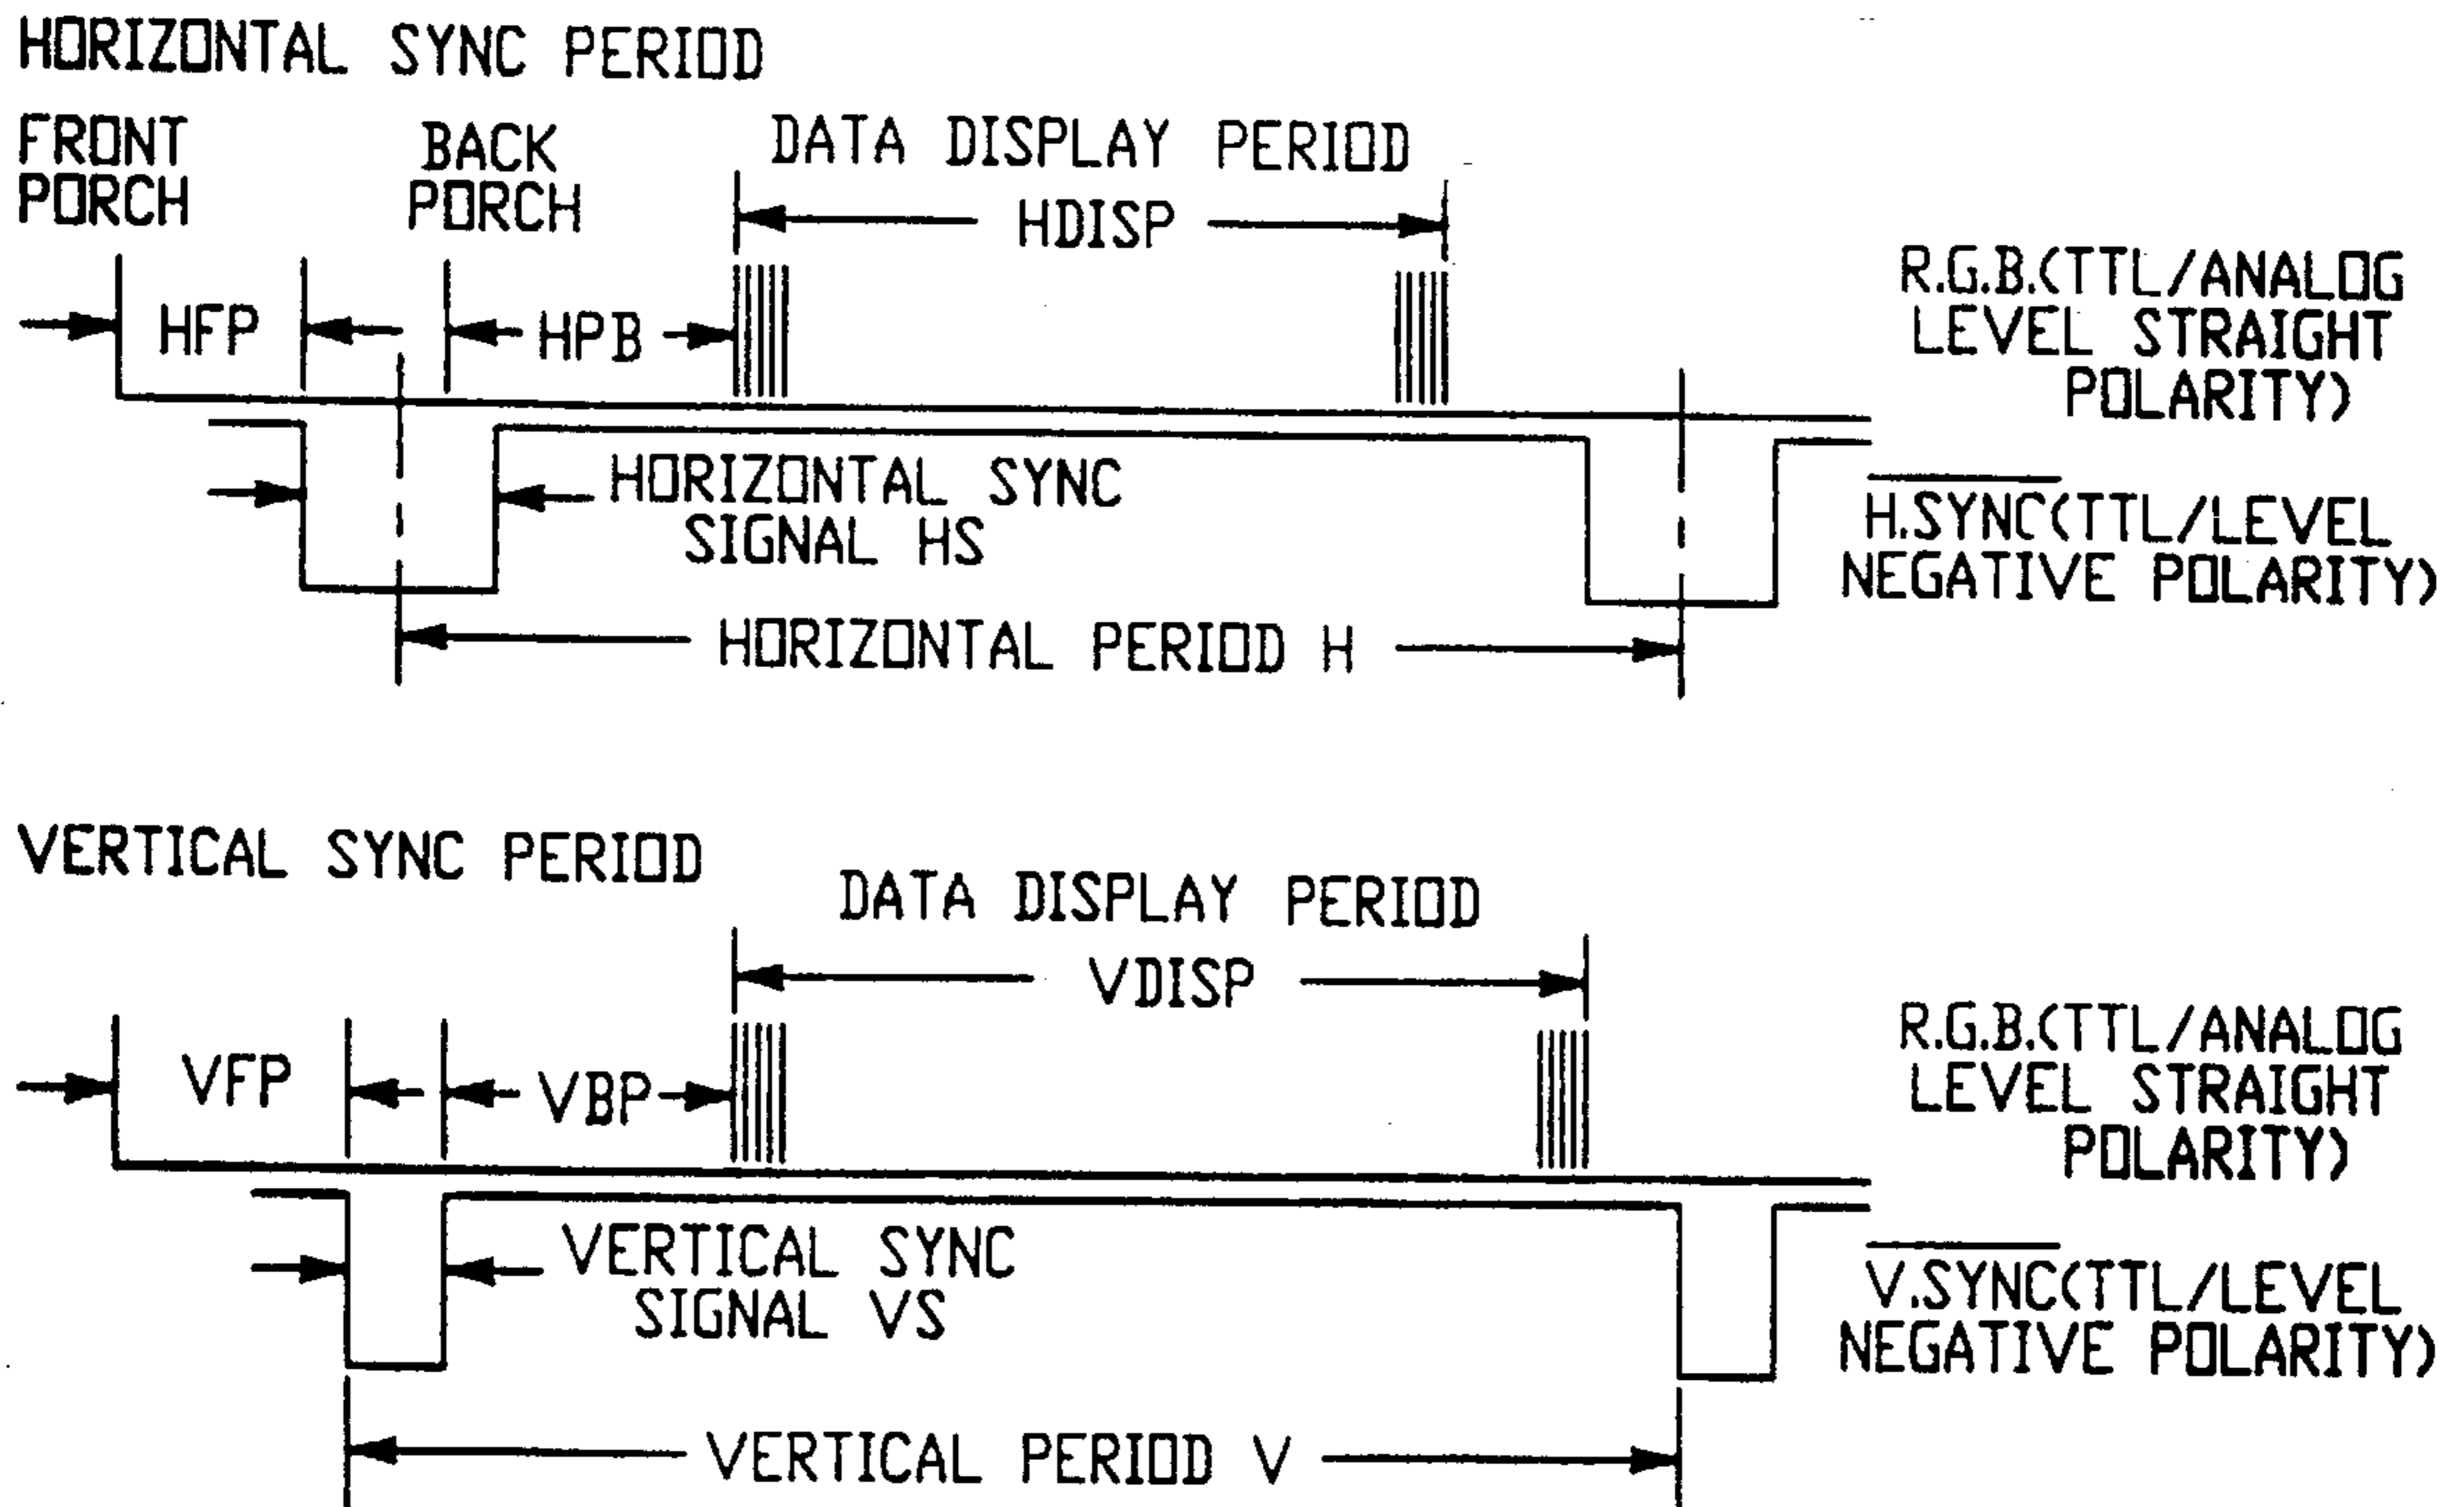 HORIZONTAL SYNC PERIOD
FRONT
PORCH
BACK
PORCH
DATA DISPLAY PERIOD
HDISP
HFP
HPB
R.G.B.(TTL/ANALOG
LEVEL STRAIGHT
POLARITY)
HORIZONTAL SYNC
SIGNAL HS
H.SYNC(TTL/LEVEL
NEGATIVE POLARITY)
HORIZONTAL PERIOD H
VERTICAL SYNC PERIOD
DATA DISPLAY PERIOD
VDISP
VFP
VBP
R.G.B.(TTL/ANALOG
LEVEL STRAIGHT
POLARITY)
VERTICAL SYNC
SIGNAL VS
V.SYNC(TTL/LEVEL
NEGATIVE POLARITY)
VERTICAL PERIOD V